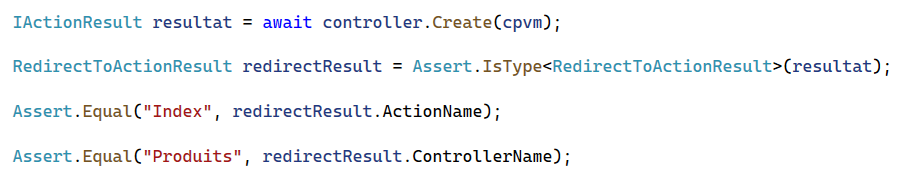 IActionResult resultat = await controller.Create(cpvm);
RedirectToActionResult redirectResult = Assert.IsType<RedirectToActionResult>(resultat);
Assert.Equal("Index", redirectResult.ActionName);
Assert.Equal("Produits", redirectResult.ControllerName);